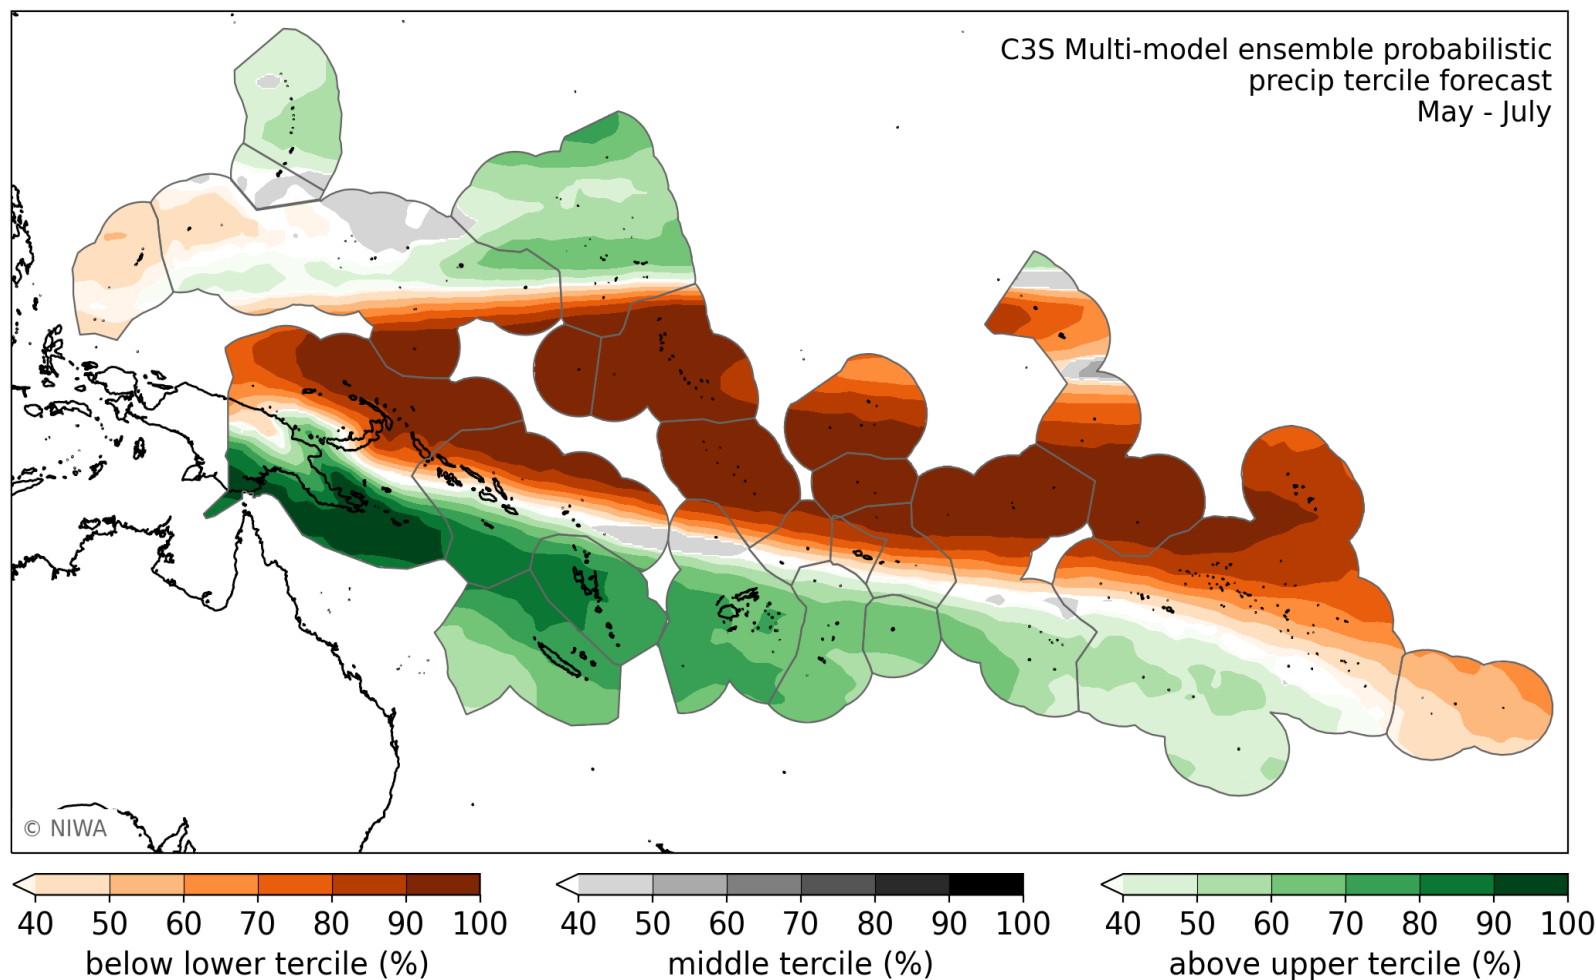 C3S Multi-model ensemble probabilistic
precip tercile forecast
May - July
© NIWA
40 50 60 70 80 90 100
below lower tercile (%)
40 50 60 70 80 90 100
middle tercile (%)
40 50 60 70 80 90 100
above upper tercile (%)